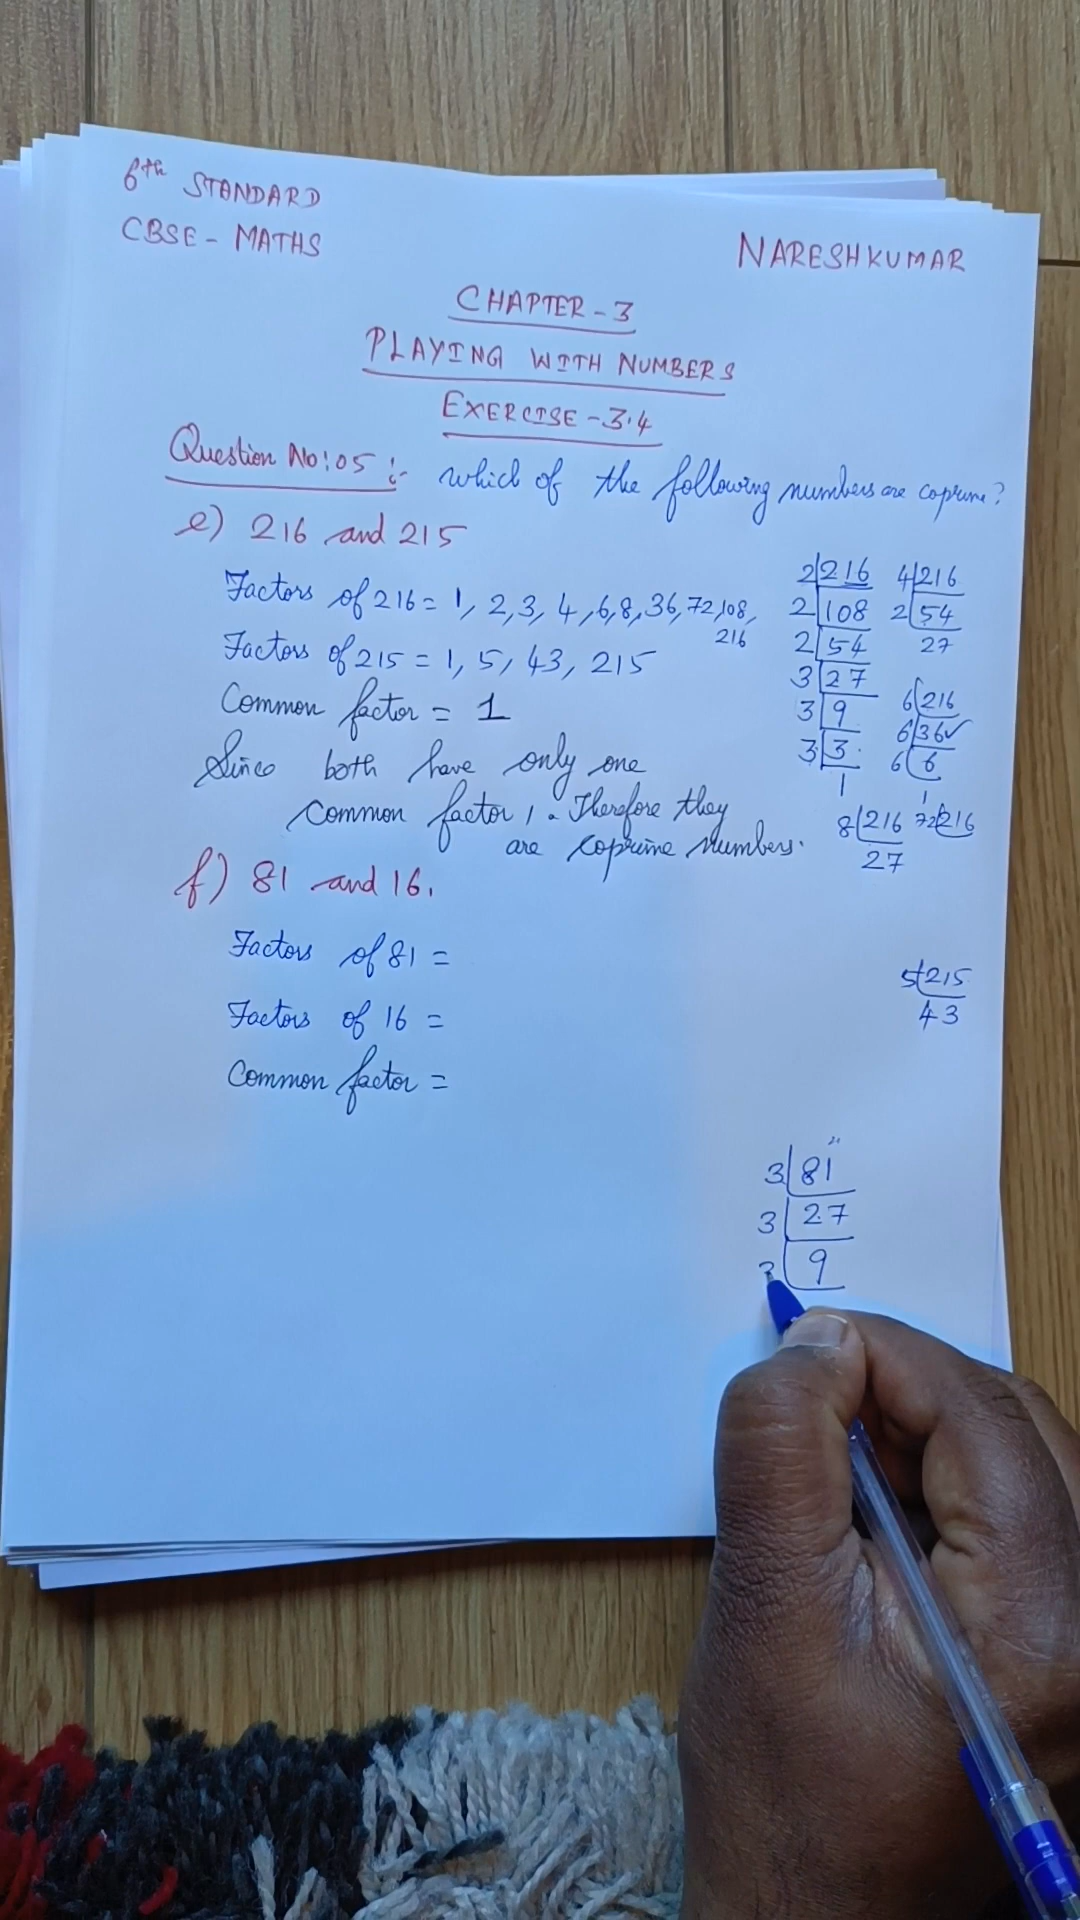 6th STANDARD
CBSE - MATHS
NARESHKUMAR
CHAPTER - 3
PLAYING WITH NUMBERS
EXERCISE - 3.4
Question No: 05 :- which of the following numbers are coprime?
e) 216 and 215
Factors of 216 = 1, 2, 3, 4, 6, 8, 36, 72, 108,
216
Factors of 215 = 1, 5, 43, 215
Common factor = 1
Since both have only one
common factor 1. Therefore they
are coprime numbers.
2 216
2 108
2 54
3 27
3 9
3 3
1
4 216
2 54
27
6 216
6 36 ✓
6 6
1
8 216
27
72 216
5 215
43
f) 81 and 16.
Factors of 81 =
Factors of 16 =
Common factor =
3 81
3 27
3 9